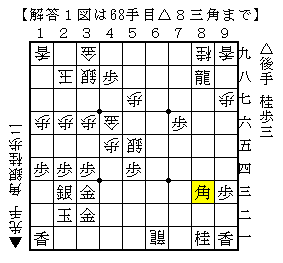 【解答1図は68手目△8三角まで】
1 2 3 4 5 6 7 8 9
香 金 桂 香 九
玉 銀 歩 龍 八
歩 歩 七
歩 歩 歩 金 歩 六
歩 銀 五
歩 歩 歩 歩 四
銀 金 角 歩 三
玉 金 二
香 龍 桂 香 一
△後手 桂歩三
▲先手 角銀桂歩二